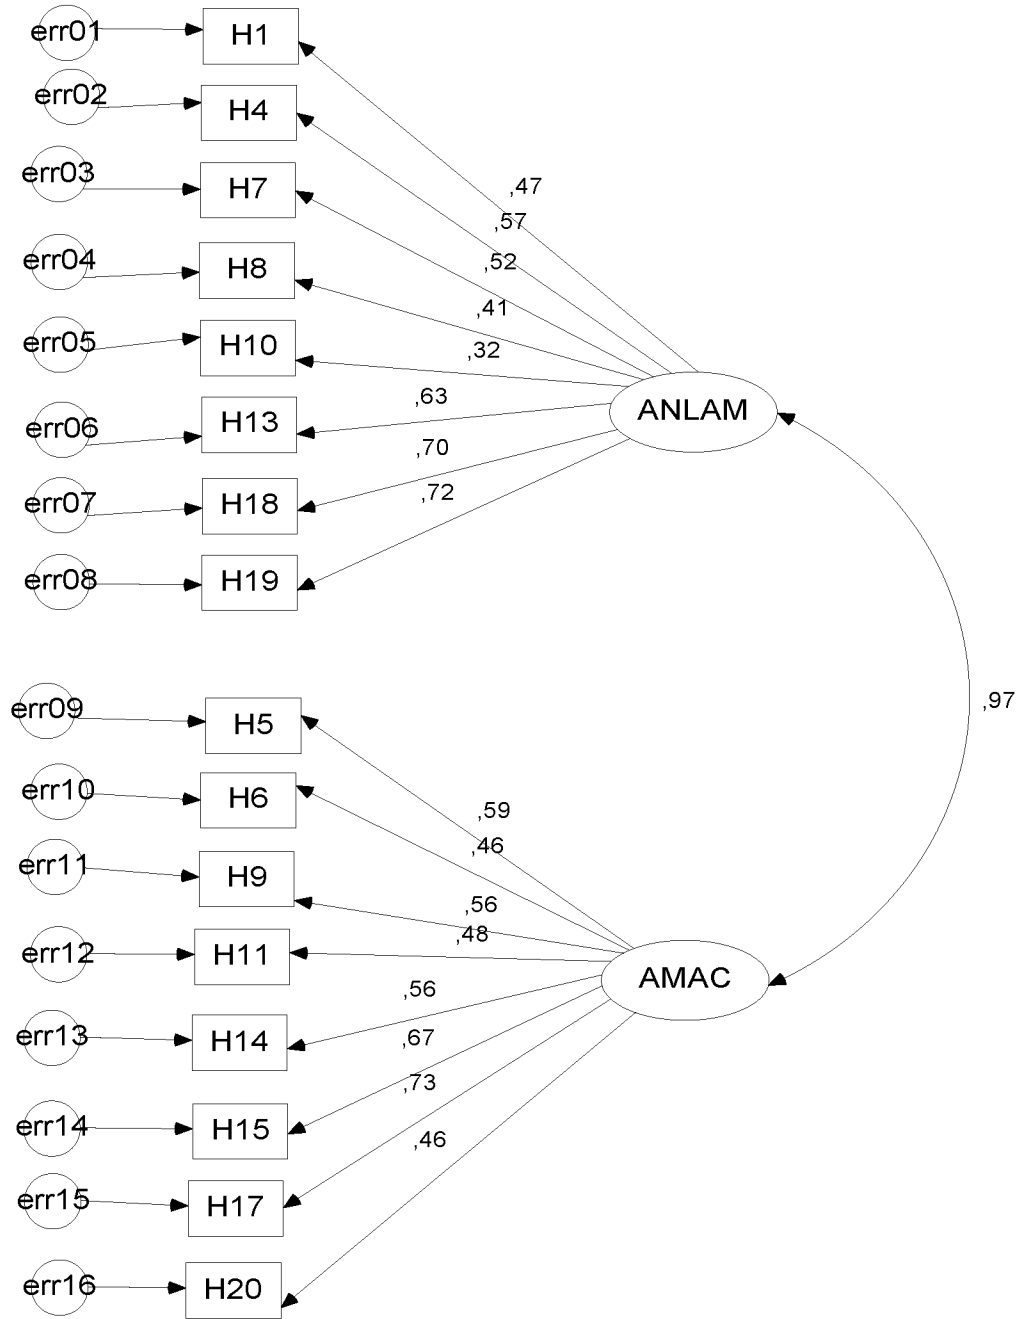 err01 H1
err02 H4
,47
err03 H7
,57
err04 H8
,52
,41
err05 H10
,32
,63
ANLAM
err06 H13
,70
,72
err07 H18
err08 H19
,97
err09 H5
err10 H6
,59
,46
err11 H9
,56
,48
err12 H11
AMAC
,56
err13 H14
,67
,73
err14 H15
,46
err15 H17
err16 H20